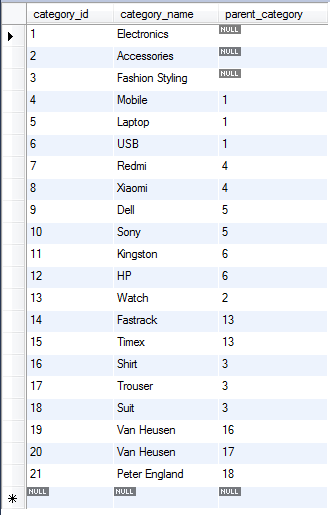 category_id category_name parent_category
1 Electronics NULL
2 Accessories NULL
3 Fashion Styling NULL
4 Mobile 1
5 Laptop 1
6 USB 1
7 Redmi 4
8 Xiaomi 4
9 Dell 5
10 Sony 5
11 Kingston 6
12 HP 6
13 Watch 2
14 Fastrack 13
15 Timex 13
16 Shirt 3
17 Trouser 3
18 Suit 3
19 Van Heusen 16
20 Van Heusen 17
21 Peter England 18
NULL NULL NULL